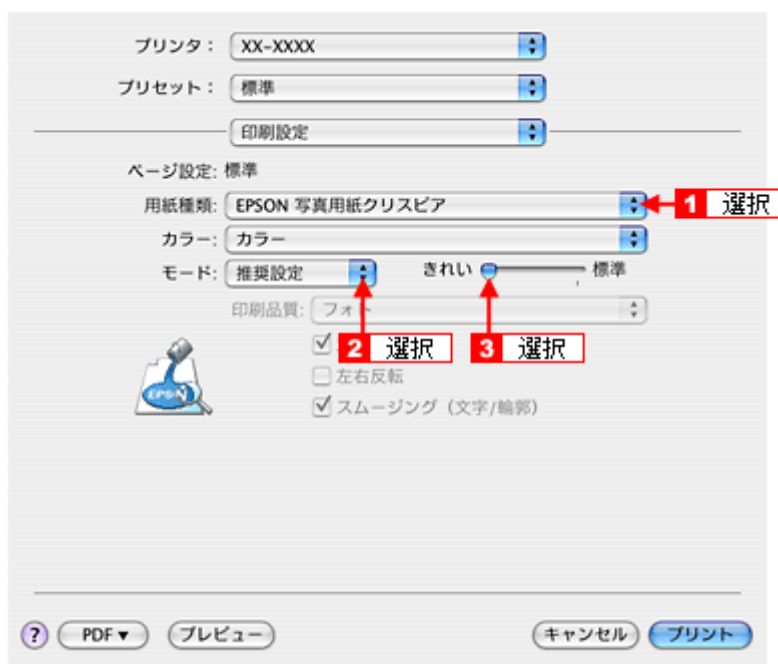 プリンタ： XX-XXXX
プリセット： 標準
印刷設定
ページ設定: 標準
用紙種類: EPSON 写真用紙クリスピア
1 選択
カラー: カラー
モード: 推奨設定 きれい 標準
印刷品質: フォト
2 選択 3 選択
左右反転
EPSON
スムージング（文字/輪郭）
? PDF▼ プレビュー キャンセル プリント